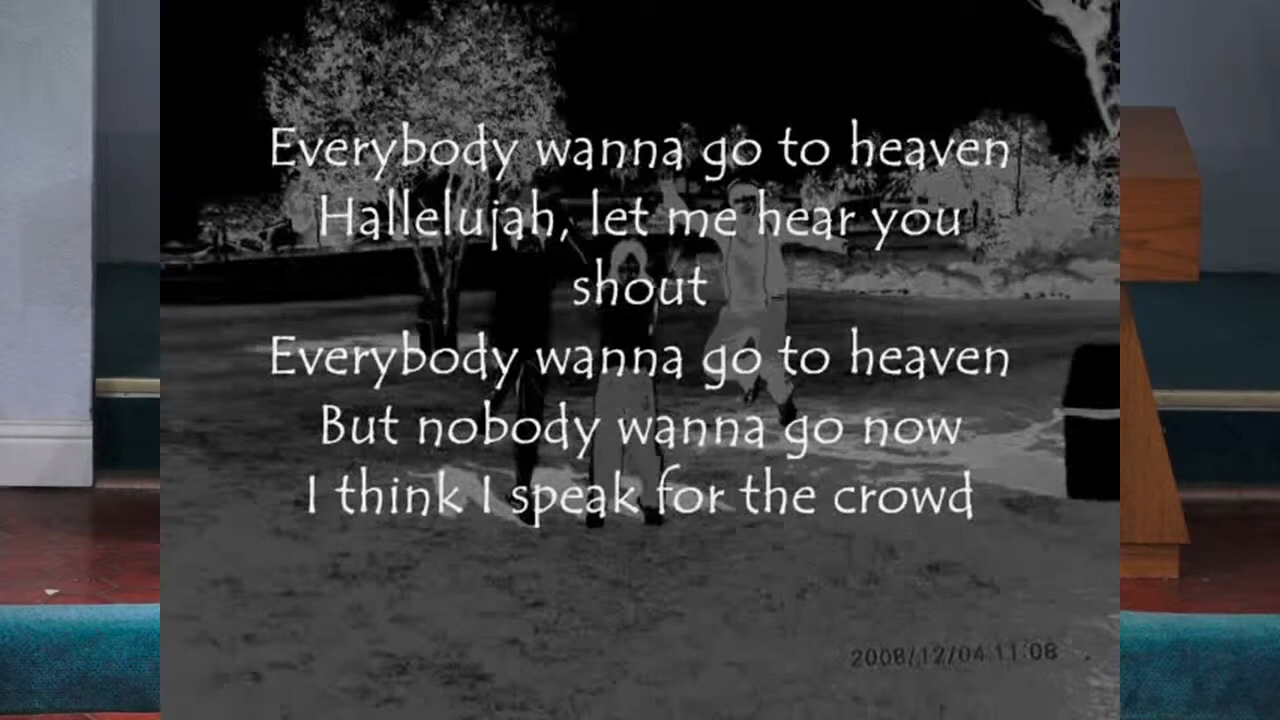 Everybody wanna go to heaven
Hallelujah, let me hear you
shout
Everybody wanna go to heaven
But nobody wanna go now
I think I speak for the crowd
2008/12/04 11:08